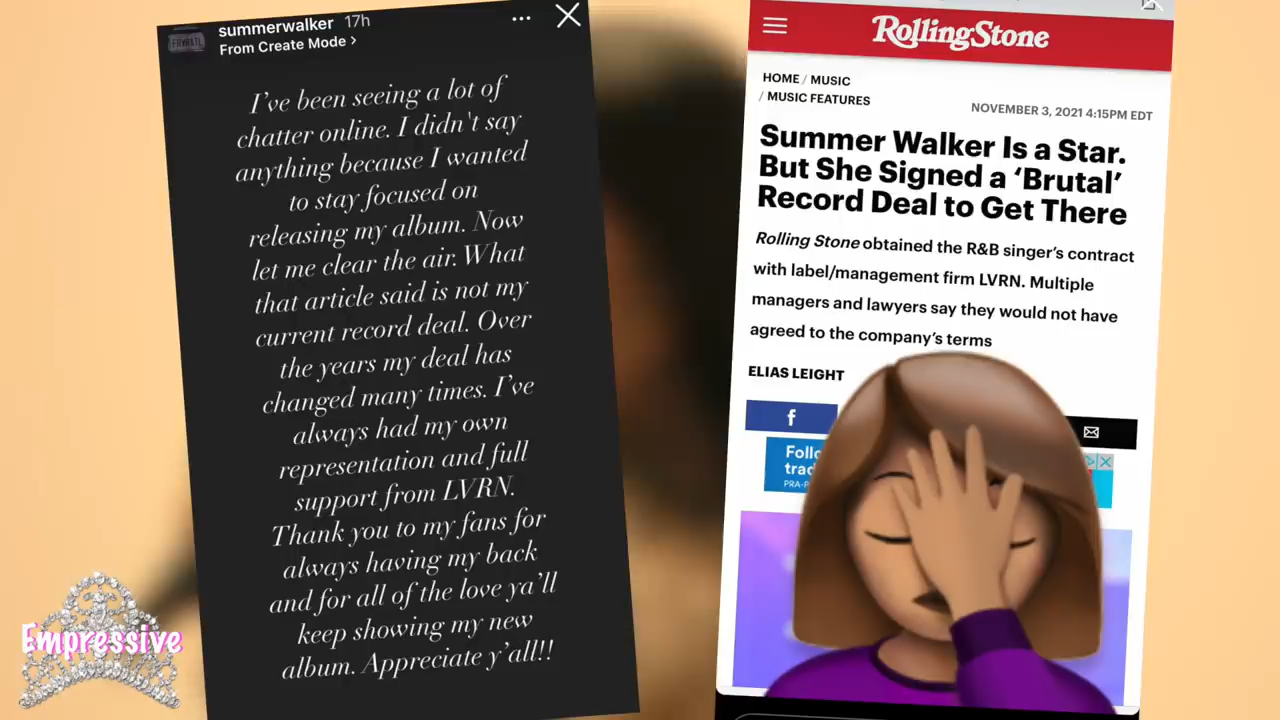 summerwalker 17h
From Create Mode >
FRWRATL
I've been seeing a lot of
chatter online. I didn't say
anything because I wanted
to stay focused on
releasing my album. Now
let me clear the air. What
that article said is not my
current record deal. Over
the years my deal has
changed many times. I've
always had my own
representation and full
support from LVRN.
Thank you to my fans for
always having my back
and for all of the love ya'll
keep showing my new
album. Appreciate y'all!!
Empressive
RollingStone
HOME / MUSIC
/ MUSIC FEATURES
NOVEMBER 3, 2021 4:15PM EDT
Summer Walker Is a Star.
But She Signed a ‘Brutal’
Record Deal to Get There
Rolling Stone obtained the R&B singer's contract
with label/management firm LVRN. Multiple
managers and lawyers say they would not have
agreed to the company's terms
ELIAS LEIGHT
f